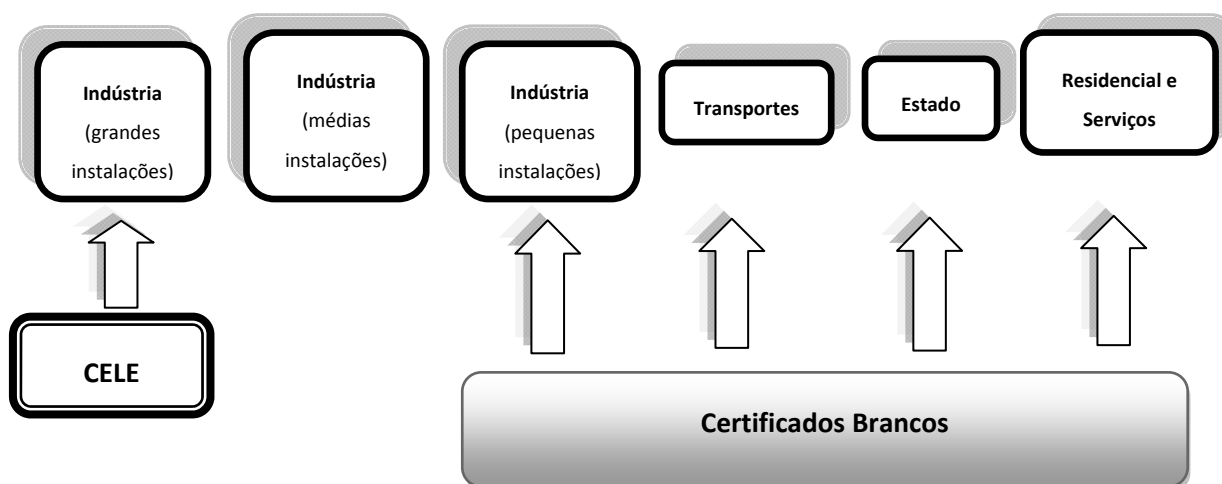 Indústria
(grandes
instalações)
Indústria
(médias
instalações)
Indústria
(pequenas
instalações)
Transportes
Estado
Residencial e
Serviços
CELE
Certificados Brancos